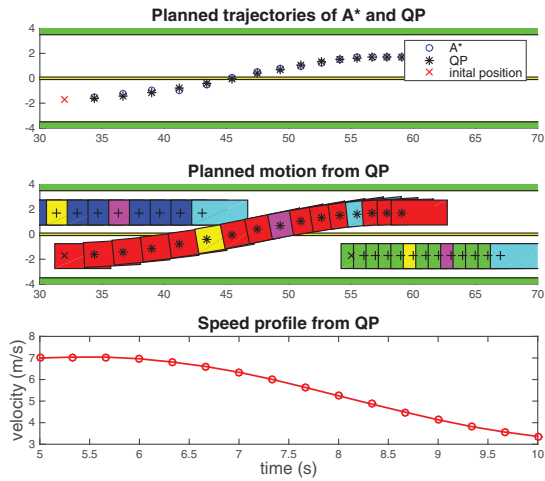 Planned trajectories of A* and QP
4
2
0
-2
-4
A*
QP
inital position
30 35 40 45 50 55 60 65 70
Planned motion from QP
4
2
0
-2
-4
30 35 40 45 50 55 60 65 70
Speed profile from QP
velocity (m/s)
8
7
6
5
4
3
5 5.5 6 6.5 7 7.5 8 8.5 9 9.5 10
time (s)